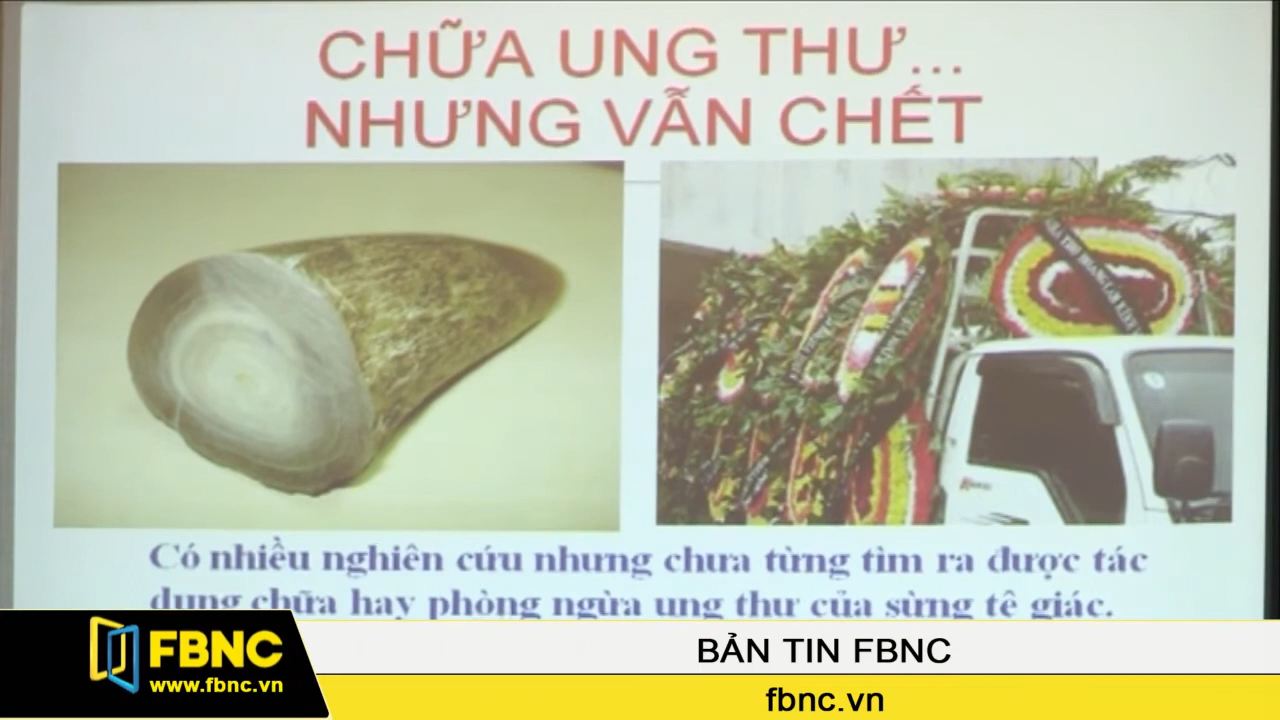 CHỮA UNG THƯ...
NHƯNG VẪN CHẾT
Có nhiều nghiên cứu nhưng chưa từng tìm ra được tác
dụng chữa hay phòng ngừa ung thư của sừng tê giác.
FBNC
www.fbnc.vn
BẢN TIN FBNC
fbnc.vn